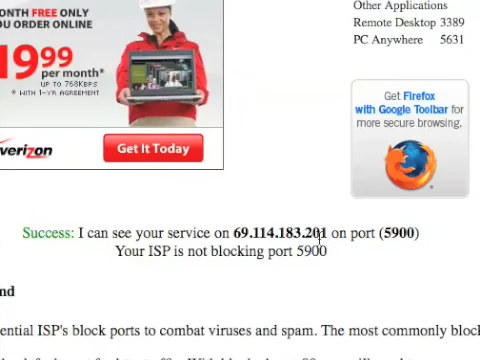 ONTH FREE ONLY
OU ORDER ONLINE
19.99
per month*
UP TO 768KBPS
* WITH 1-YR AGREEMENT
verizon
Get It Today
Other Applications
Remote Desktop 3389
PC Anywhere 5631
Get Firefox
with Google Toolbar for
more secure browsing.
Success: I can see your service on 69.114.183.201 on port (5900)
Your ISP is not blocking port 5900
nd
ential ISP's block ports to combat viruses and spam. The most commonly bloc